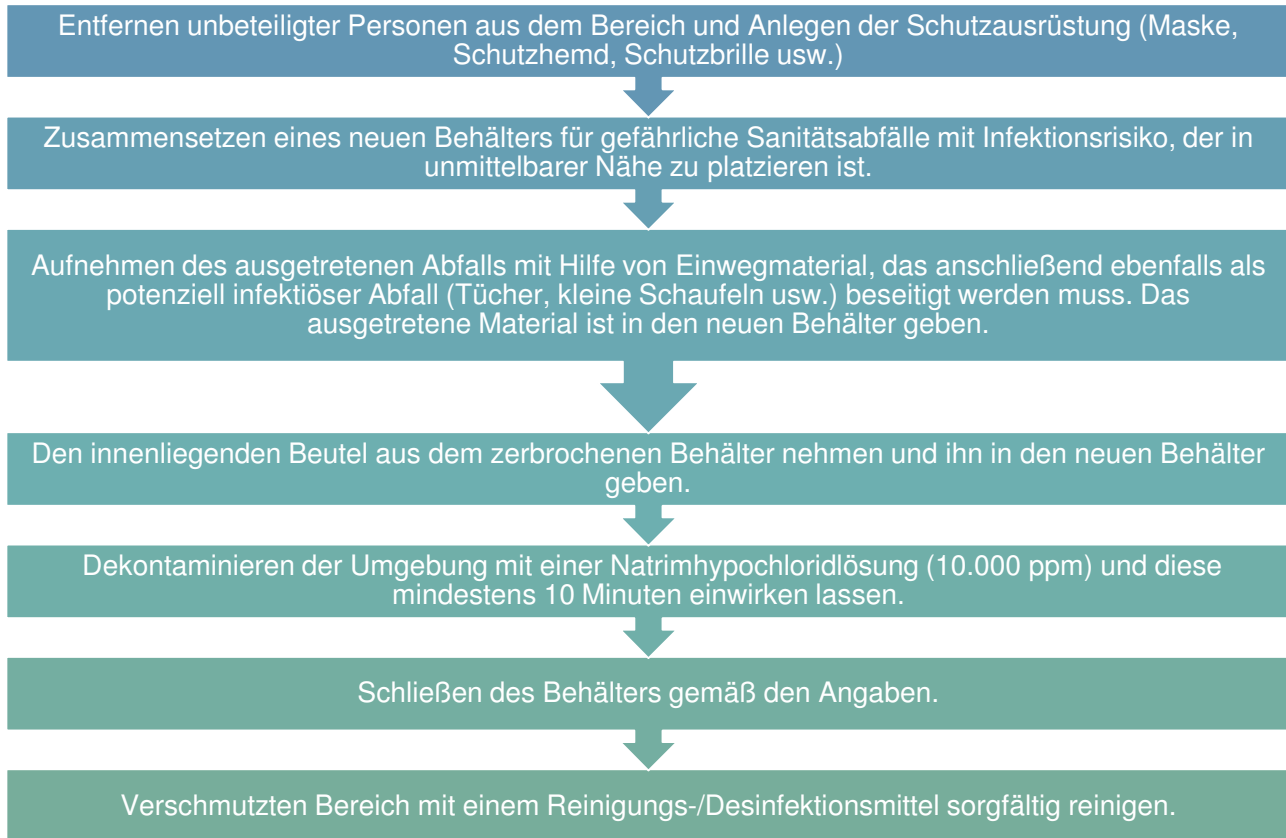 Entfernen unbeteiligter Personen aus dem Bereich und Anlegen der Schutzausrüstung (Maske,
Schutzhemd, Schutzbrille usw.)
Zusammensetzen eines neuen Behälters für gefährliche Sanitätsabfälle mit Infektionsrisiko, der in
unmittelbarer Nähe zu platzieren ist.
Aufnehmen des ausgetretenen Abfalls mit Hilfe von Einwegmaterial, das anschließend ebenfalls als
potenziell infektiöser Abfall (Tücher, kleine Schaufeln usw.) beseitigt werden muss. Das
ausgetretene Material ist in den neuen Behälter geben.
Den innenliegenden Beutel aus dem zerbrochenen Behälter nehmen und ihn in den neuen Behälter
geben.
Dekontaminieren der Umgebung mit einer Natrimhypochloridlösung (10.000 ppm) und diese
mindestens 10 Minuten einwirken lassen.
Schließen des Behälters gemäß den Angaben.
Verschmutzten Bereich mit einem Reinigungs-/Desinfektionsmittel sorgfältig reinigen.